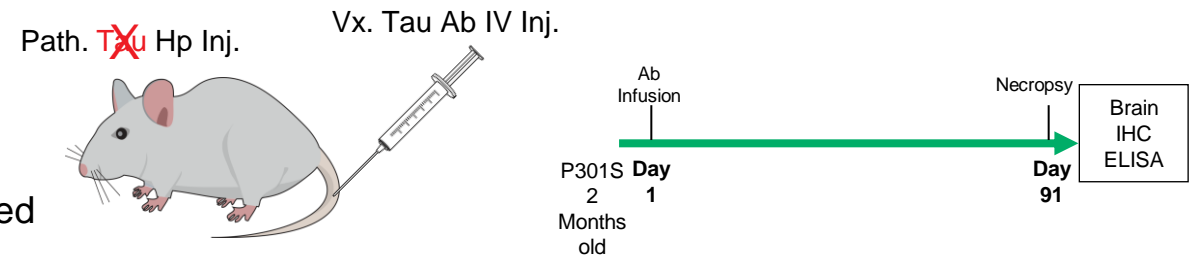 Path. Tau Hp Inj.
Vx. Tau Ab IV Inj.
ed
Ab
Infusion
Necropsy
Brain
IHC
ELISA
P301S
2
Months
old
Day
1
Day
91